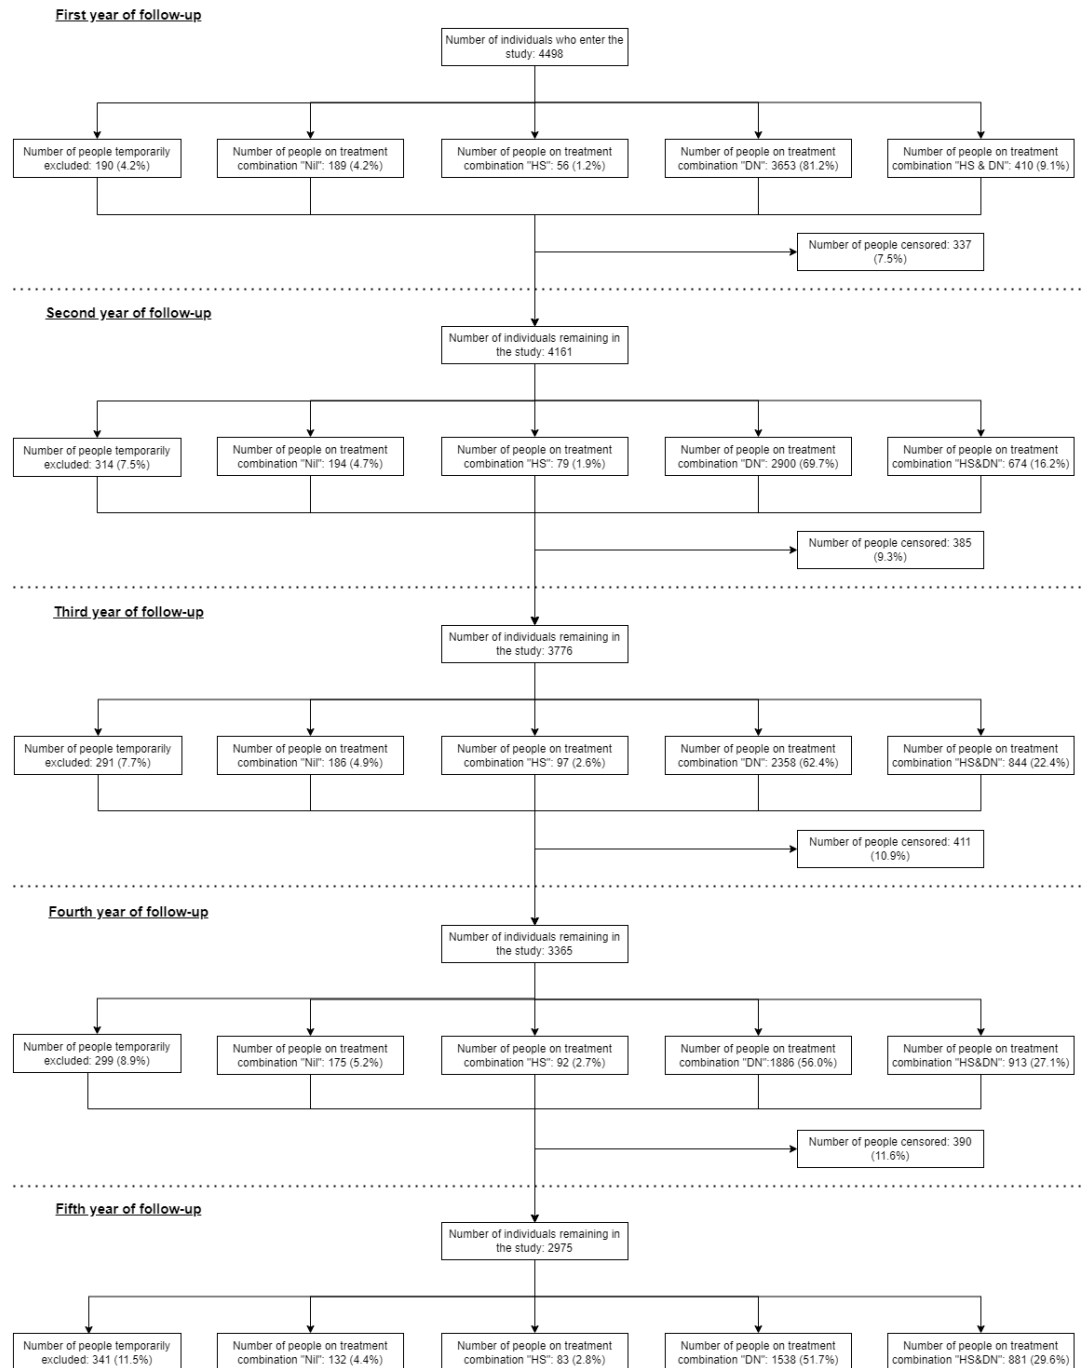 First year of follow-up
Number of individuals who enter the
study: 4498
Number of people temporarily
excluded: 190 (4.2%)
Number of people on treatment
combination "Nil": 189 (4.2%)
Number of people on treatment
combination "HS": 56 (1.2%)
Number of people on treatment
combination "DN": 3653 (81.2%)
Number of people on treatment
combination "HS & DN": 410 (9.1%)
Number of people censored: 337
(7.5%)
Second year of follow-up
Number of individuals remaining in
the study: 4161
Number of people temporarily
excluded: 314 (7.5%)
Number of people on treatment
combination "Nil": 194 (4.7%)
Number of people on treatment
combination "HS": 79 (1.9%)
Number of people on treatment
combination "DN": 2900 (69.7%)
Number of people on treatment
combination "HS&DN": 674 (16.2%)
Number of people censored: 385
(9.3%)
Third year of follow-up
Number of individuals remaining in
the study: 3776
Number of people temporarily
excluded: 291 (7.7%)
Number of people on treatment
combination "Nil": 186 (4.9%)
Number of people on treatment
combination "HS": 97 (2.6%)
Number of people on treatment
combination "DN": 2358 (62.4%)
Number of people on treatment
combination "HS&DN": 844 (22.4%)
Number of people censored: 411
(10.9%)
Fourth year of follow-up
Number of individuals remaining in
the study: 3365
Number of people temporarily
excluded: 299 (8.9%)
Number of people on treatment
combination "Nil": 175 (5.2%)
Number of people on treatment
combination "HS": 92 (2.7%)
Number of people on treatment
combination "DN":1886 (56.0%)
Number of people on treatment
combination "HS&DN": 913 (27.1%)
Number of people censored: 390
(11.6%)
Fifth year of follow-up
Number of individuals remaining in
the study: 2975
Number of people temporarily
excluded: 341 (11.5%)
Number of people on treatment
combination "Nil": 132 (4.4%)
Number of people on treatment
combination "HS": 83 (2.8%)
Number of people on treatment
combination "DN": 1538 (51.7%)
Number of people on treatment
combination "HS&DN": 881 (29.6%)